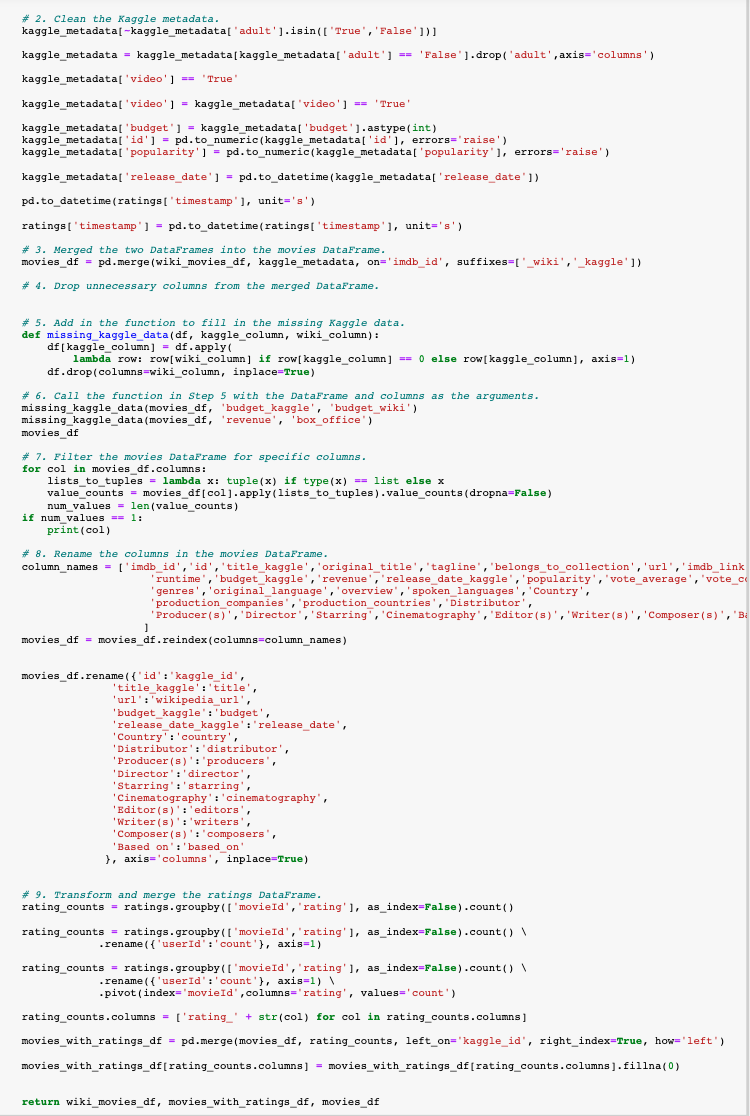 # 2. Clean the Kaggle metadata.
kaggle_metadata[~kaggle_metadata['adult'].isin(['True','False'])]
kaggle_metadata = kaggle_metadata[kaggle_metadata['adult'] == 'False'].drop('adult',axis='columns')
kaggle_metadata['video'] == 'True'
kaggle_metadata['video'] = kaggle_metadata['video'] == 'True'
kaggle_metadata['budget'] = kaggle_metadata['budget'].astype(int)
kaggle_metadata['id'] = pd.to_numeric(kaggle_metadata['id'], errors='raise')
kaggle_metadata['popularity'] = pd.to_numeric(kaggle_metadata['popularity'], errors='raise')
kaggle_metadata['release_date'] = pd.to_datetime(kaggle_metadata['release_date'])
pd.to_datetime(ratings['timestamp'], unit='s')
ratings['timestamp'] = pd.to_datetime(ratings['timestamp'], unit='s')
# 3. Merged the two DataFrames into the movies DataFrame.
movies_df = pd.merge(wiki_movies_df, kaggle_metadata, on='imdb_id', suffixes=['_wiki','_kaggle'])
# 4. Drop unnecessary columns from the merged DataFrame.
# 5. Add in the function to fill in the missing Kaggle data.
def missing_kaggle_data(df, kaggle_column, wiki_column):
df[kaggle_column] = df.apply(
lambda row: row[wiki_column] if row[kaggle_column] == 0 else row[kaggle_column], axis=1)
df.drop(columns=wiki_column, inplace=True)
# 6. Call the function in Step 5 with the DataFrame and columns as the arguments.
missing_kaggle_data(movies_df, 'budget_kaggle', 'budget_wiki')
missing_kaggle_data(movies_df, 'revenue', 'box_office')
movies_df
# 7. Filter the movies DataFrame for specific columns.
for col in movies_df.columns:
lists_to_tuples = lambda x: tuple(x) if type(x) == list else x
value_counts = movies_df[col].apply(lists_to_tuples).value_counts(dropna=False)
num_values = len(value_counts)
if num_values == 1:
print(col)
# 8. Rename the columns in the movies DataFrame.
column_names = ['imdb_id','id','title_kaggle','original_title','tagline','belongs_to_collection','url','imdb_link
'runtime','budget_kaggle','revenue','release_date_kaggle','popularity','vote_average','vote_co
'genres','original_language','overview','spoken_languages','Country',
'production_companies','production_countries','Distributor',
'Producer(s)','Director','Starring','Cinematography','Editor(s)','Writer(s)','Composer(s)','Ba
]
movies_df = movies_df.reindex(columns=column_names)
movies_df.rename({'id':'kaggle_id',
'title_kaggle':'title',
'url':'wikipedia_url',
'budget_kaggle':'budget',
'release_date_kaggle':'release_date',
'Country':'country',
'Distributor':'distributor',
'Producer(s)':'producers',
'Director':'director',
'Starring':'starring',
'Cinematography':'cinematography',
'Editor(s)':'editors',
'Writer(s)':'writers',
'Composer(s)':'composers',
'Based on':'based_on'
}, axis='columns', inplace=True)
# 9. Transform and merge the ratings DataFrame.
rating_counts = ratings.groupby(['movieId','rating'], as_index=False).count()
rating_counts = ratings.groupby(['movieId','rating'], as_index=False).count() \
.rename({'userId':'count'}, axis=1)
rating_counts = ratings.groupby(['movieId','rating'], as_index=False).count() \
.rename({'userId':'count'}, axis=1) \
.pivot(index='movieId',columns='rating', values='count')
rating_counts.columns = ['rating_' + str(col) for col in rating_counts.columns]
movies_with_ratings_df = pd.merge(movies_df, rating_counts, left_on='kaggle_id', right_index=True, how='left')
movies_with_ratings_df[rating_counts.columns] = movies_with_ratings_df[rating_counts.columns].fillna(0)
return wiki_movies_df, movies_with_ratings_df, movies_df